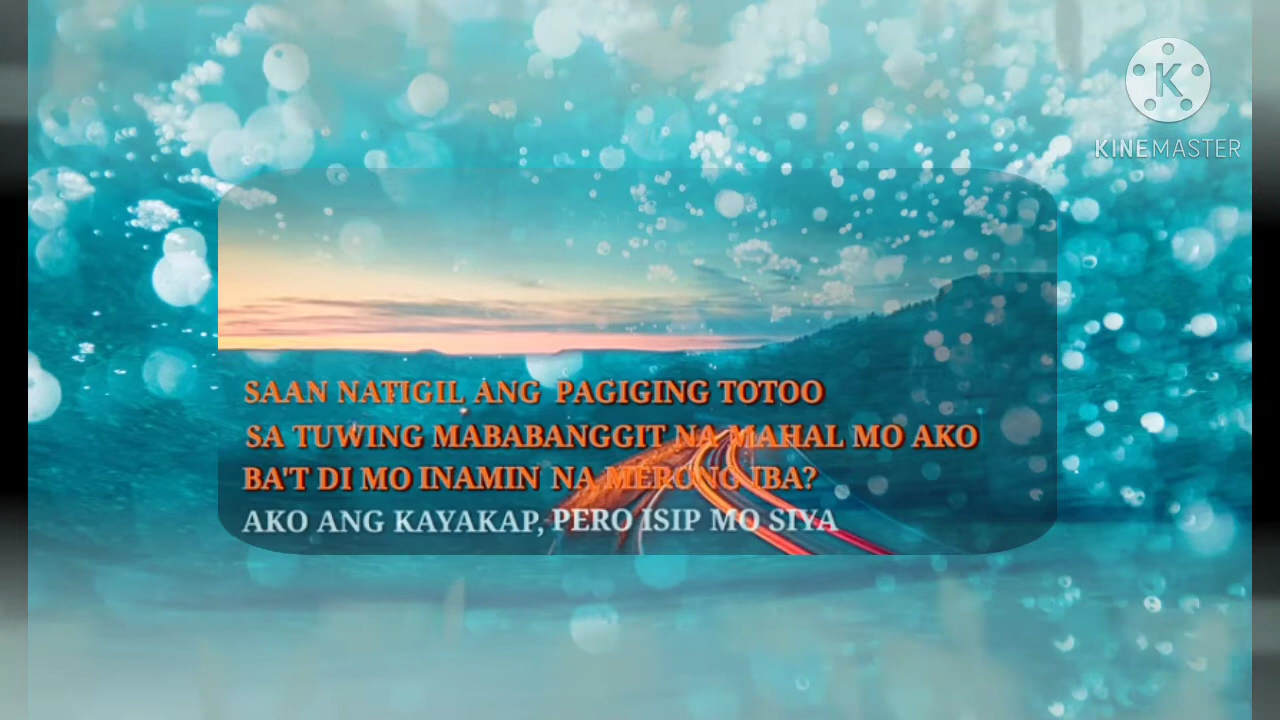 K
KINEMASTER
SAAN NATIGIL ANG PAGIGING TOTOO
SA TUWING MABABANGGIT NA MAHAL MO AKO
BA'T DI MO INAMIN NA MERONG IBA?
AKO ANG KAYAKAP, PERO ISIP MO SIYA